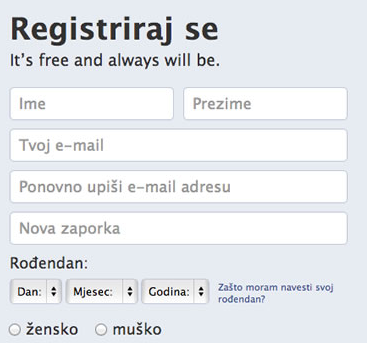 Registriraj se
It's free and always will be.
Ime Prezime
Tvoj e-mail
Ponovno upiši e-mail adresu
Nova zaporka
Rođendan:
Dan: Mjesec: Godina: Zašto moram navesti svoj
rođendan?
žensko muško